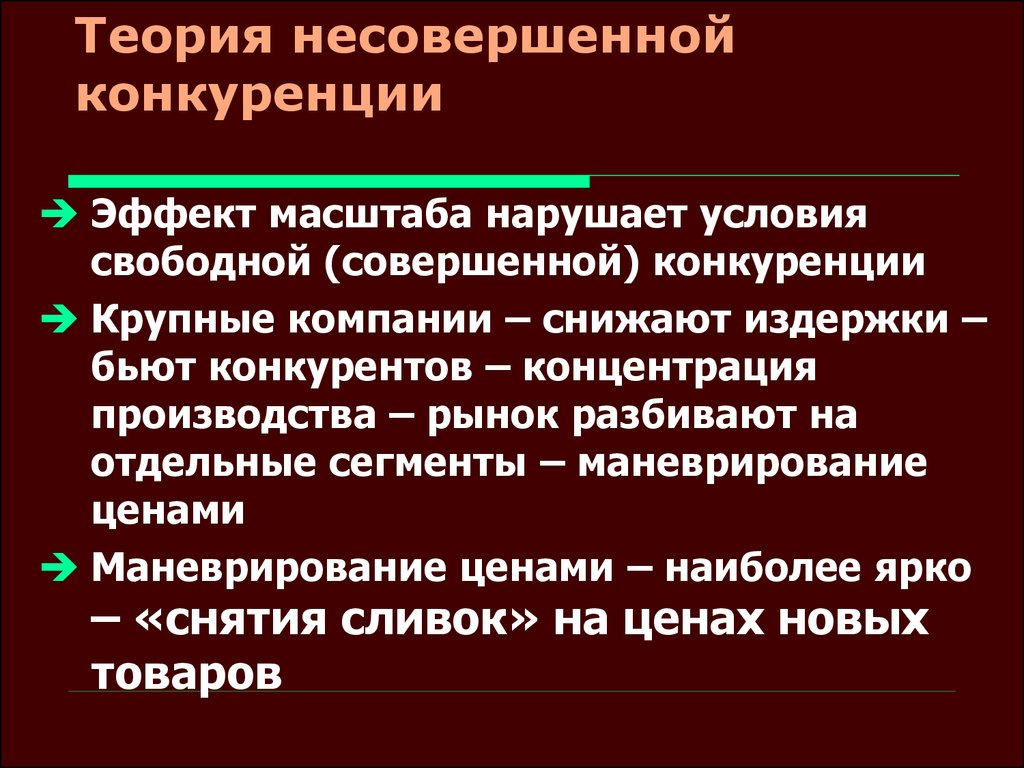 Теория несовершенной
конкуренции
Эффект масштаба нарушает условия
свободной (совершенной) конкуренции
Крупные компании – снижают издержки –
бьют конкурентов – концентрация
производства – рынок разбивают на
отдельные сегменты – маневрирование
ценами
Маневрирование ценами – наиболее ярко
– «снятия сливок» на ценах новых
товаров